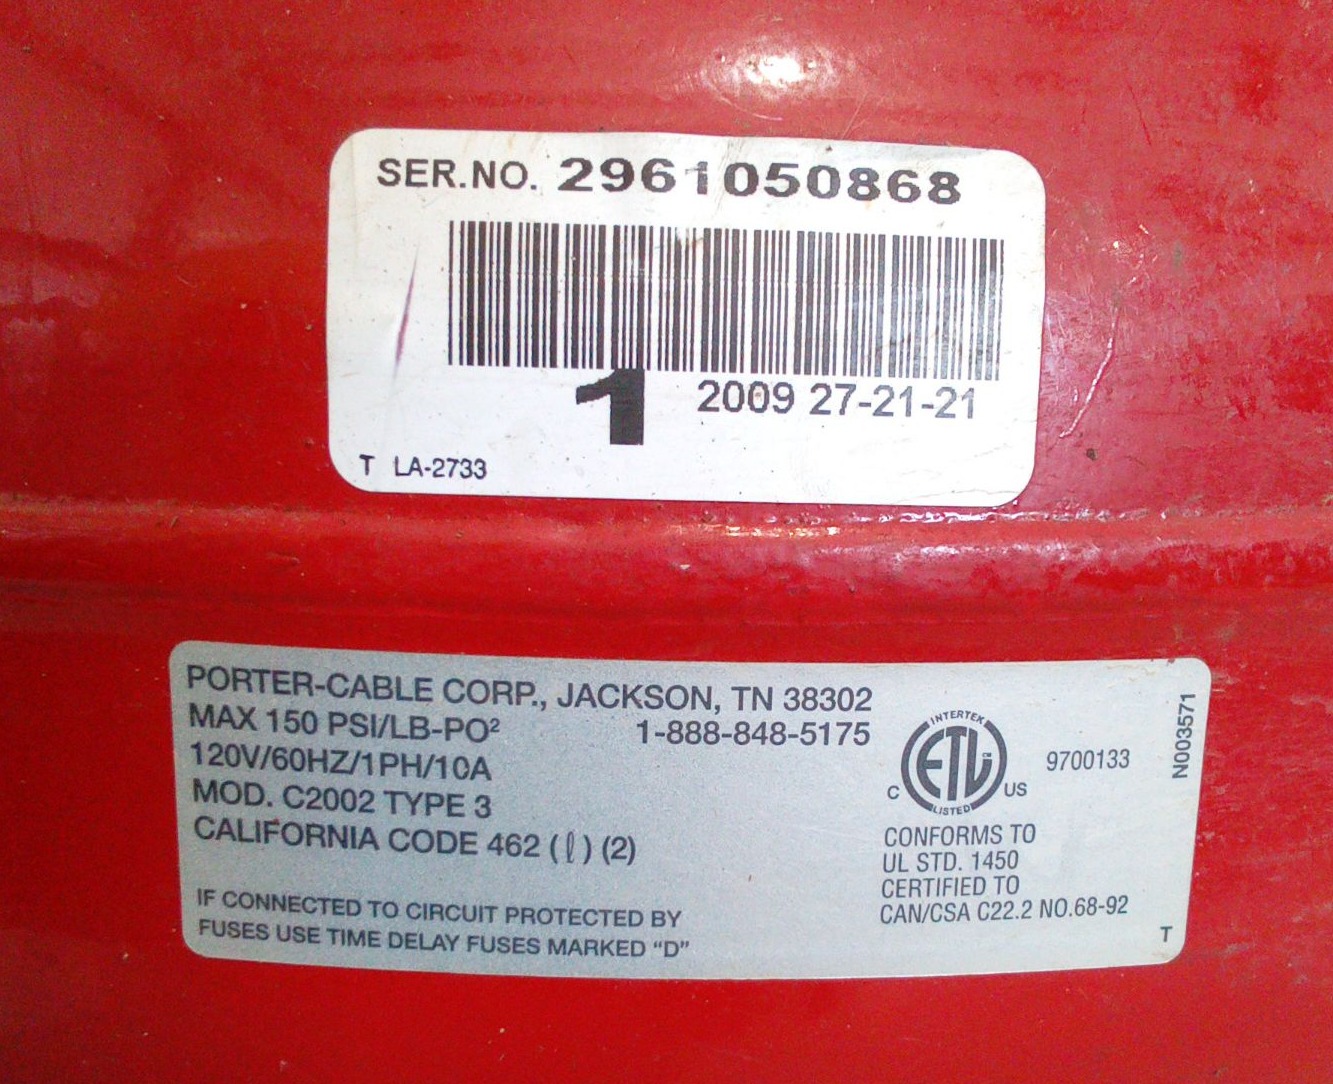 SER.NO. 2961050868
1 2009 27-21-21
T LA-2733
PORTER-CABLE CORP., JACKSON, TN 38302
MAX 150 PSI/LB-PO² 1-888-848-5175
120V/60HZ/1PH/10A
MOD. C2002 TYPE 3
CALIFORNIA CODE 462 (ℓ) (2)
IF CONNECTED TO CIRCUIT PROTECTED BY
FUSES USE TIME DELAY FUSES MARKED "D"
INTERTEK
ETL
LISTED
C US
9700133
CONFORMS TO
UL STD. 1450
CERTIFIED TO
CAN/CSA C22.2 NO.68-92
N003571
T